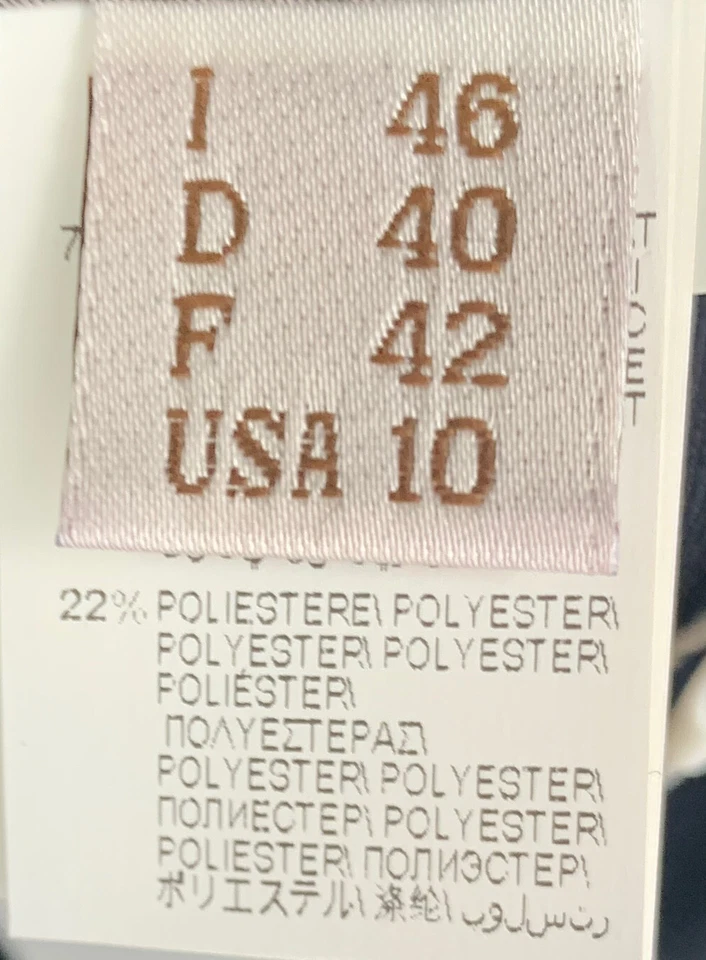 I 46
D 40
F 42
USA 10
22% POLIESTERE\ POLYESTER\
POLYESTER\ POLYESTER\
POLIÉSTER\
ΠΟΛΥΕΣΤΕΡΑΣ\
POLYESTER\ POLYESTER\
ПОЛИЕСТЕР\ POLYESTER\
POLIESTER\ ПОЛИЭСТЕР\
ポリエステル\ 涤纶\ بولستر